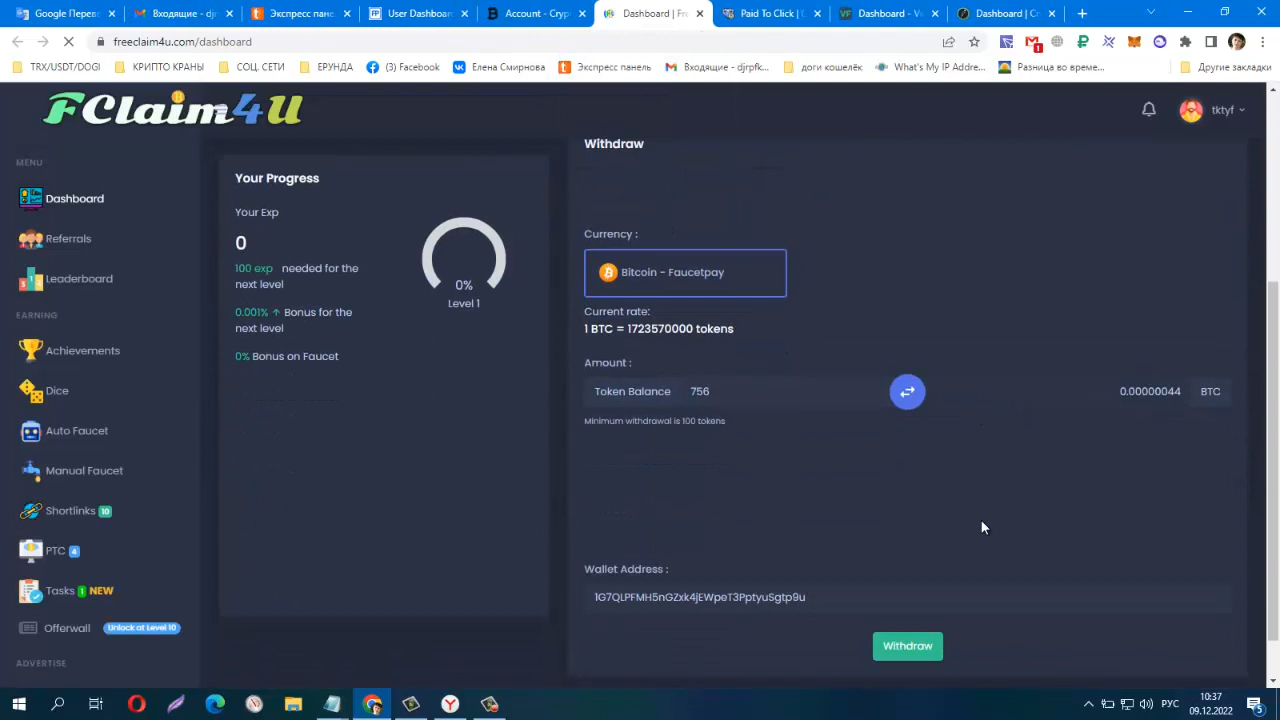 Google Перев
Входящие - djr
Экспресс пане
User Dashboar
Account - Cryp
Dashboard | Fre
Paid To Click | C
Dashboard - Ve
Dashboard | Cr
freeclaim4u.com/dashboard
1
TRX/USDT/DOGI
КРИПТО КРАНЫ
СОЦ. СЕТИ
ЕРУНДА
(3) Facebook
Елена Смирнова
Экспресс панель
Входящие - djrpfk...
доги кошелёк
What's My IP Addre...
Разница во време...
Другие закладки
FClaim4U
tktyf
MENU
Dashboard
Referrals
Leaderboard
EARNING
Achievements
Dice
Auto Faucet
Manual Faucet
Shortlinks 10
PTC 4
Tasks 1 NEW
Offerwall Unlock at Level 10
ADVERTISE
Your Progress
Your Exp
0
100 exp needed for the
next level
0.001% ↑ Bonus for the
next level
0% Bonus on Faucet
0%
Level 1
Withdraw
Currency :
Bitcoin - Faucetpay
Current rate:
1 BTC = 1723570000 tokens
Amount :
Token Balance 756
0.00000044 BTC
Minimum withdrawal is 100 tokens
Wallet Address :
1G7QLPFMH5nGZxk4jEWpeT3PptyuSgtp9u
Withdraw
РУС
10:37
09.12.2022
5